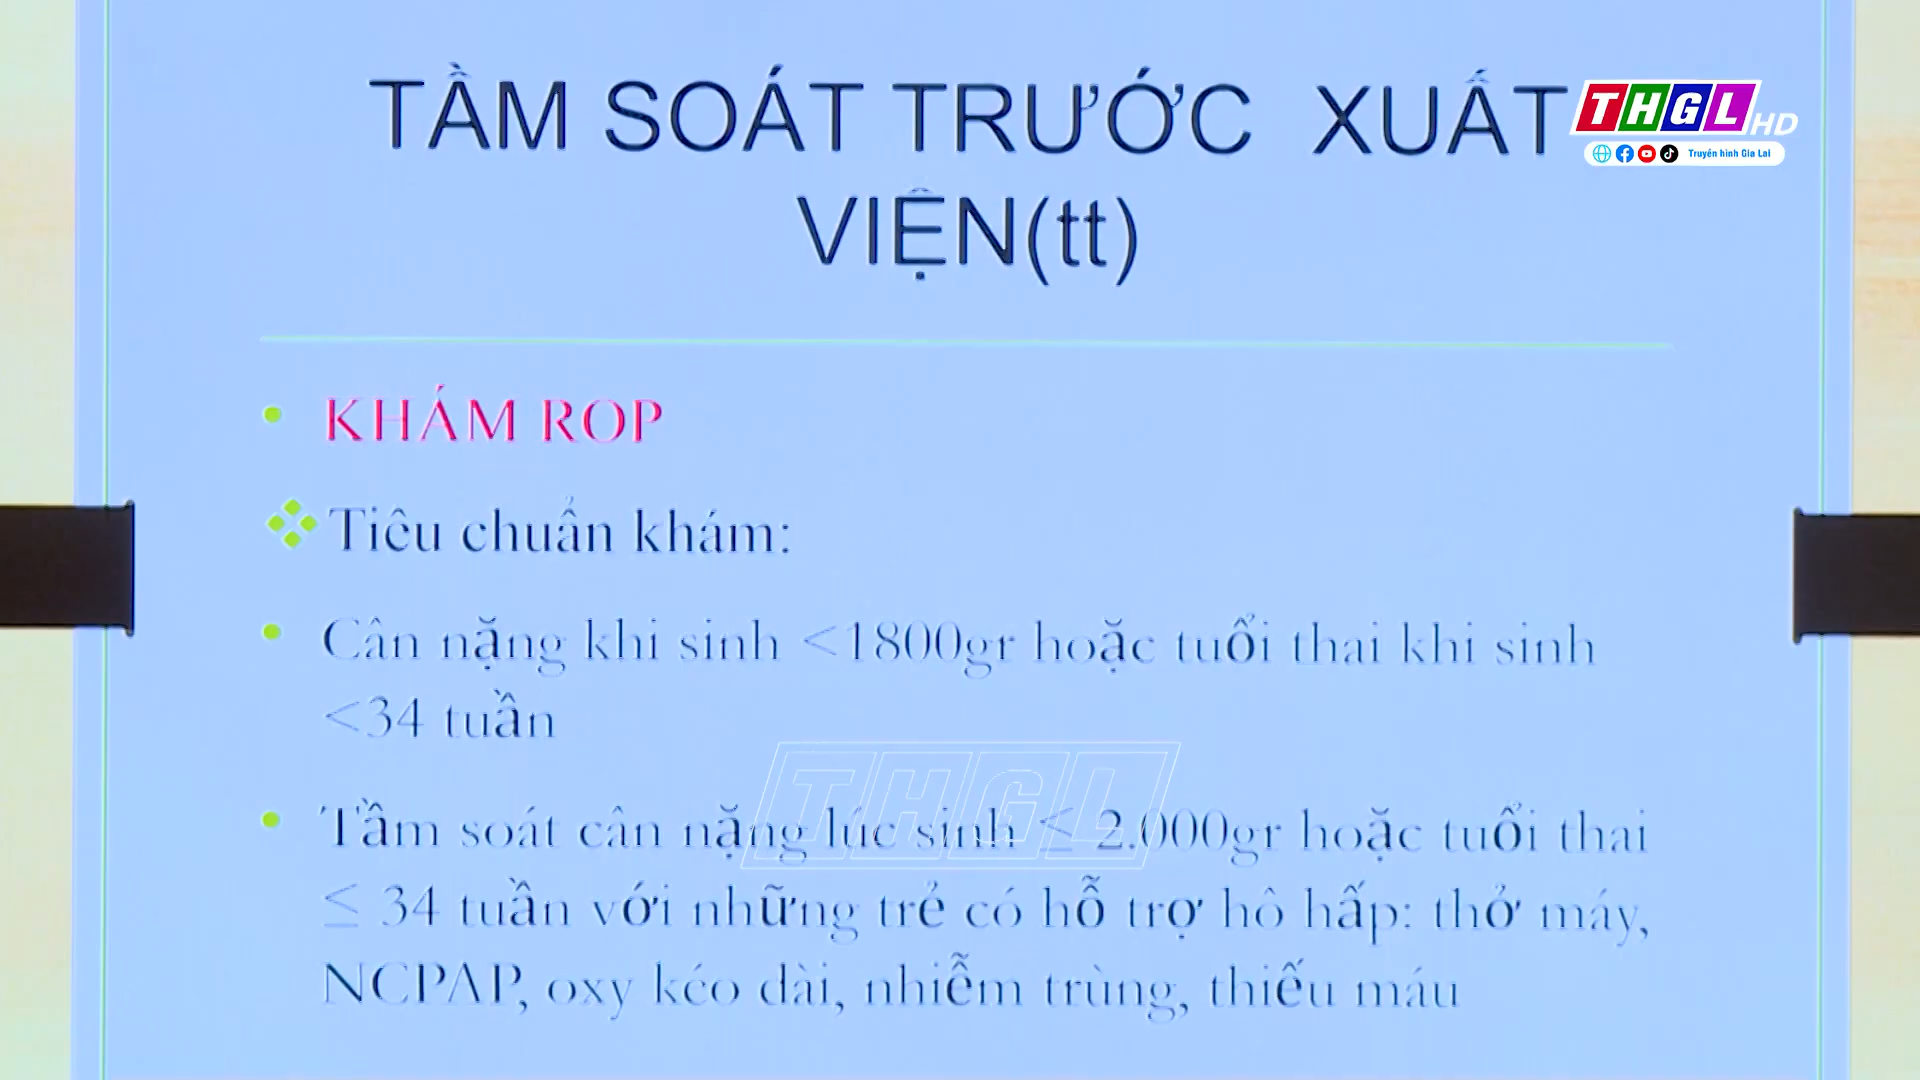 TẦM SOÁT TRƯỚC XUẤT
VIỆN(tt)
THGL HD
Truyền hình Gia Lai
• KHÁM ROP
❖ Tiêu chuẩn khám:
• Cân nặng khi sinh <1800gr hoặc tuổi thai khi sinh
<34 tuần
• Tầm soát cân nặng lúc sinh ≤ 2.000gr hoặc tuổi thai
≤ 34 tuần với những trẻ có hỗ trợ hô hấp: thở máy,
NCPAP, oxy kéo dài, nhiễm trùng, thiếu máu
THGL